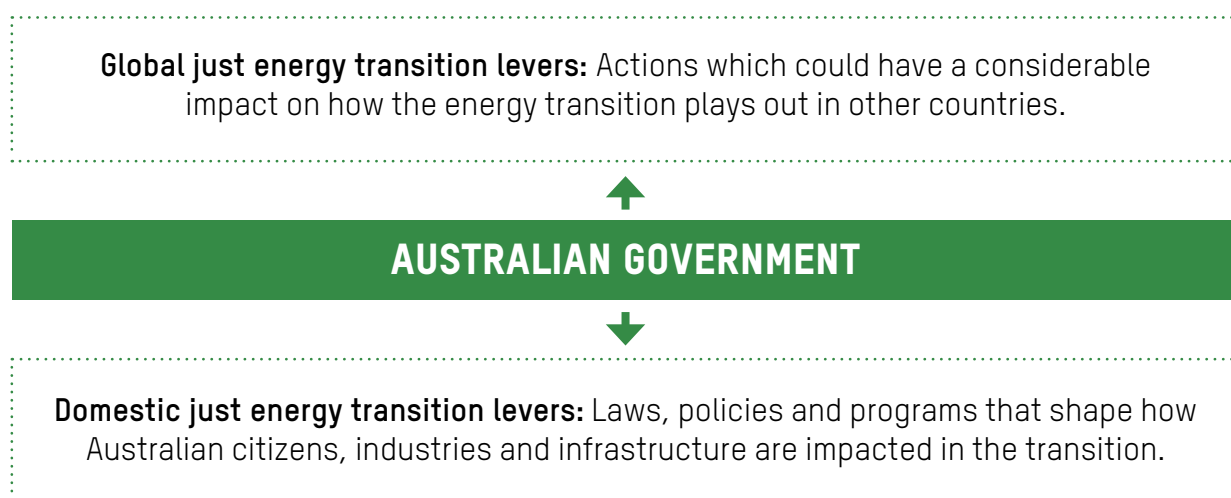 Global just energy transition levers: Actions which could have a considerable
impact on how the energy transition plays out in other countries.
AUSTRALIAN GOVERNMENT
Domestic just energy transition levers: Laws, policies and programs that shape how
Australian citizens, industries and infrastructure are impacted in the transition.